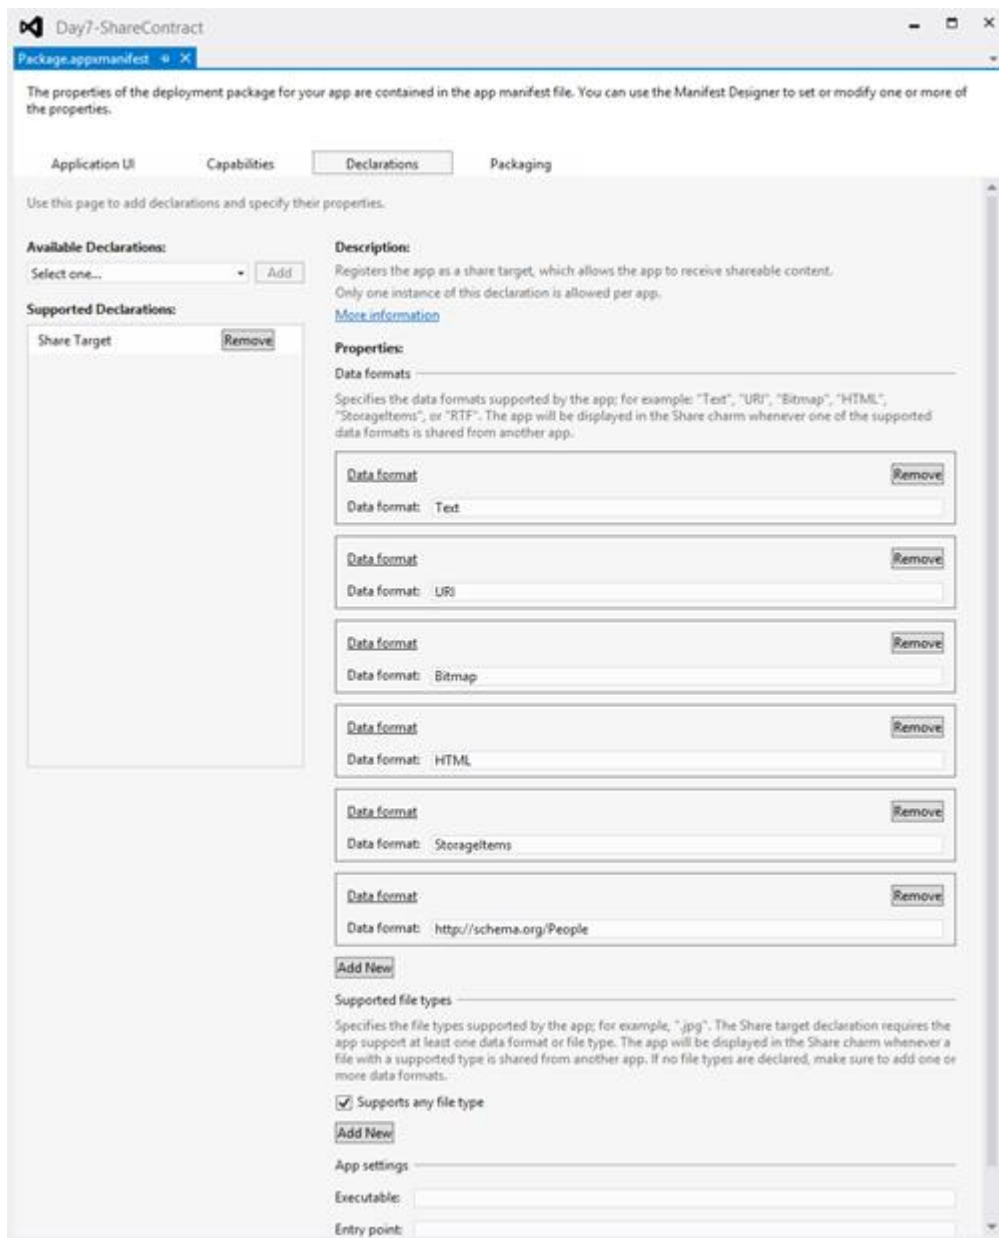 Day7-ShareContract
Package.appxmanifest
The properties of the deployment package for your app are contained in the app manifest file. You can use the Manifest Designer to set or modify one or more of
the properties.
Application UI
Capabilities
Declarations
Packaging
Use this page to add declarations and specify their properties.
Available Declarations:
Select one...
Add
Supported Declarations:
Share Target
Remove
Description:
Registers the app as a share target, which allows the app to receive shareable content.
Only one instance of this declaration is allowed per app.
More information
Properties:
Data formats
Specifies the data formats supported by the app; for example: "Text", "URI", "Bitmap", "HTML",
"StorageItems", or "RTF". The app will be displayed in the Share charm whenever one of the supported
data formats is shared from another app.
Data format
Remove
Data format: Text
Data format
Remove
Data format: URI
Data format
Remove
Data format: Bitmap
Data format
Remove
Data format: HTML
Data format
Remove
Data format: StorageItems
Data format
Remove
Data format: http://schema.org/People
Add New
Supported file types
Specifies the file types supported by the app; for example, ".jpg". The Share target declaration requires the
app support at least one data format or file type. The app will be displayed in the Share charm whenever a
file with a supported type is shared from another app. If no file types are declared, make sure to add one or
more data formats.
Supports any file type
Add New
App settings
Executable:
Entry point: